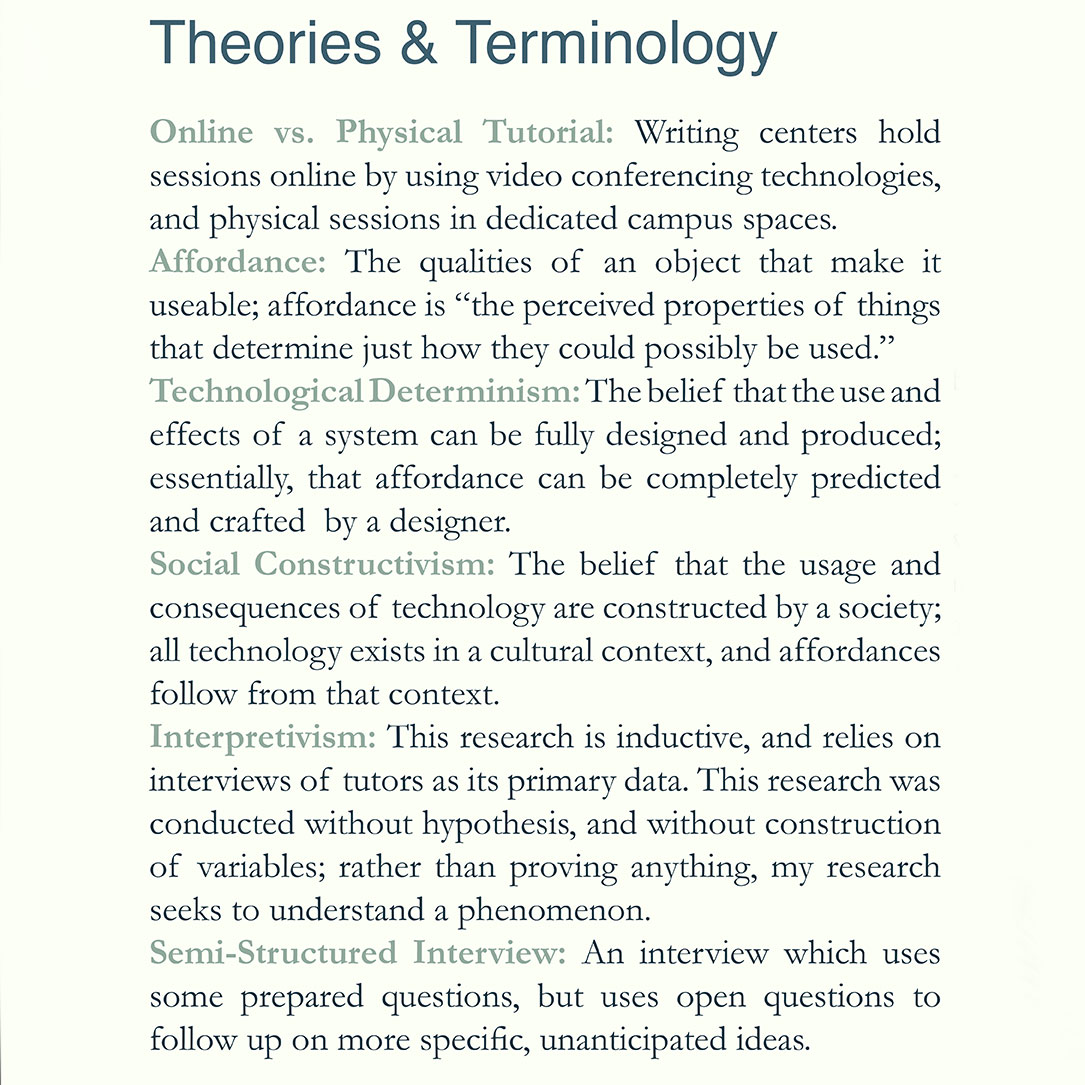 Theories & Terminology
Online vs. Physical Tutorial: Writing centers hold
sessions online by using video conferencing technologies,
and physical sessions in dedicated campus spaces.
Affordance: The qualities of an object that make it
useable; affordance is “the perceived properties of things
that determine just how they could possibly be used.”
Technological Determinism: The belief that the use and
effects of a system can be fully designed and produced;
essentially, that affordance can be completely predicted
and crafted by a designer.
Social Constructivism: The belief that the usage and
consequences of technology are constructed by a society;
all technology exists in a cultural context, and affordances
follow from that context.
Interpretivism: This research is inductive, and relies on
interviews of tutors as its primary data. This research was
conducted without hypothesis, and without construction
of variables; rather than proving anything, my research
seeks to understand a phenomenon.
Semi-Structured Interview: An interview which uses
some prepared questions, but uses open questions to
follow up on more specific, unanticipated ideas.